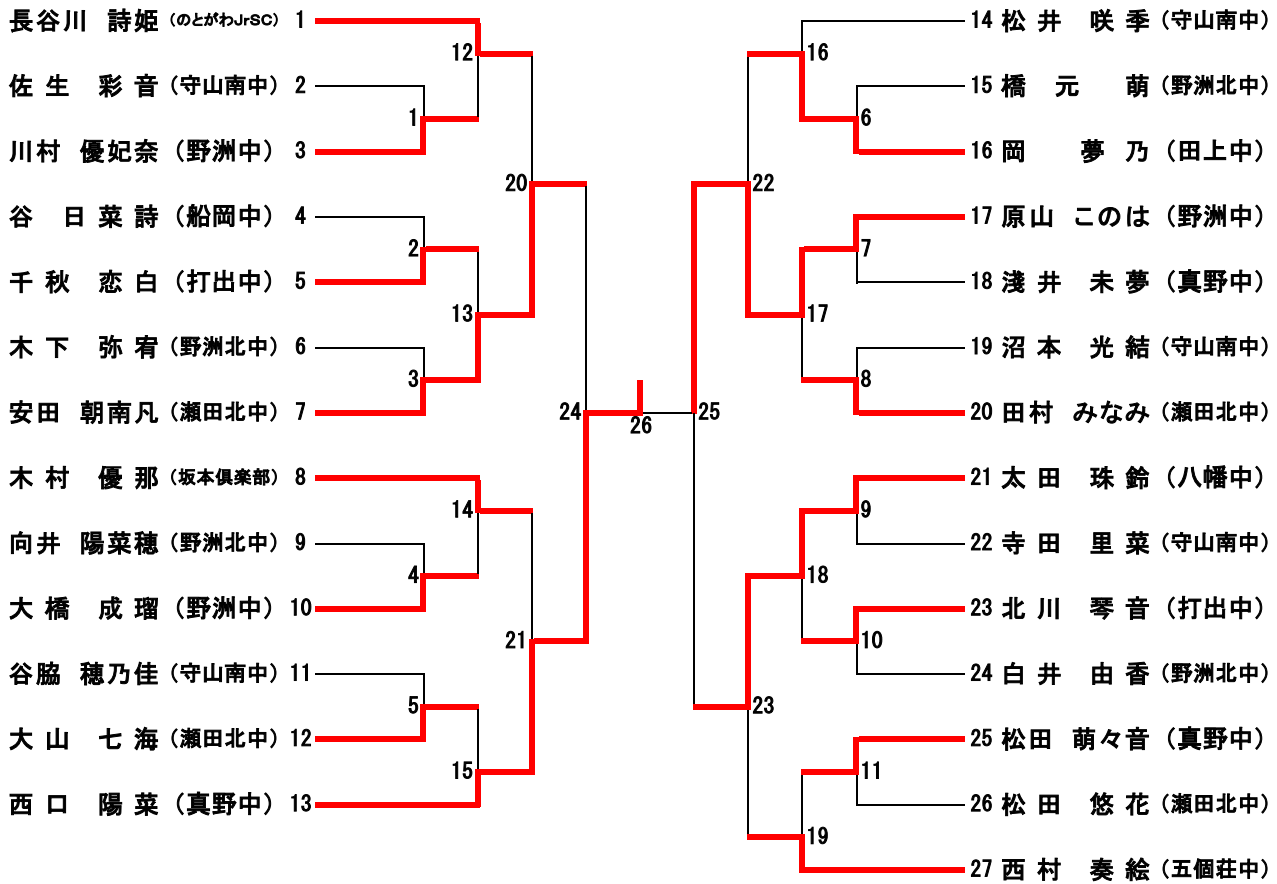 長谷川 詩姫 (のとがわJrSC) 1
佐生 彩音 (守山南中) 2
川村 優妃奈 (野洲中) 3
谷 日菜詩 (船岡中) 4
千秋 恋白 (打出中) 5
木下 弥宥 (野洲北中) 6
安田 朝南凡 (瀬田北中) 7
木村 優那 (坂本倶楽部) 8
向井 陽菜穂 (野洲北中) 9
大橋 成瑠 (野洲中) 10
谷脇 穂乃佳 (守山南中) 11
大山 七海 (瀬田北中) 12
西口 陽菜 (真野中) 13
12
1
20
2
13
3
24
14
4
21
5
15
26
25
16
6
22
7
17
8
9
18
10
23
11
19
14 松井 咲季 (守山南中)
15 橋元 萌 (野洲北中)
16 岡 夢乃 (田上中)
17 原山 このは (野洲中)
18 淺井 未夢 (真野中)
19 沼本 光結 (守山南中)
20 田村 みなみ (瀬田北中)
21 太田 珠鈴 (八幡中)
22 寺田 里菜 (守山南中)
23 北川 琴音 (打出中)
24 白井 由香 (野洲北中)
25 松田 萌々音 (真野中)
26 松田 悠花 (瀬田北中)
27 西村 奏絵 (五個荘中)